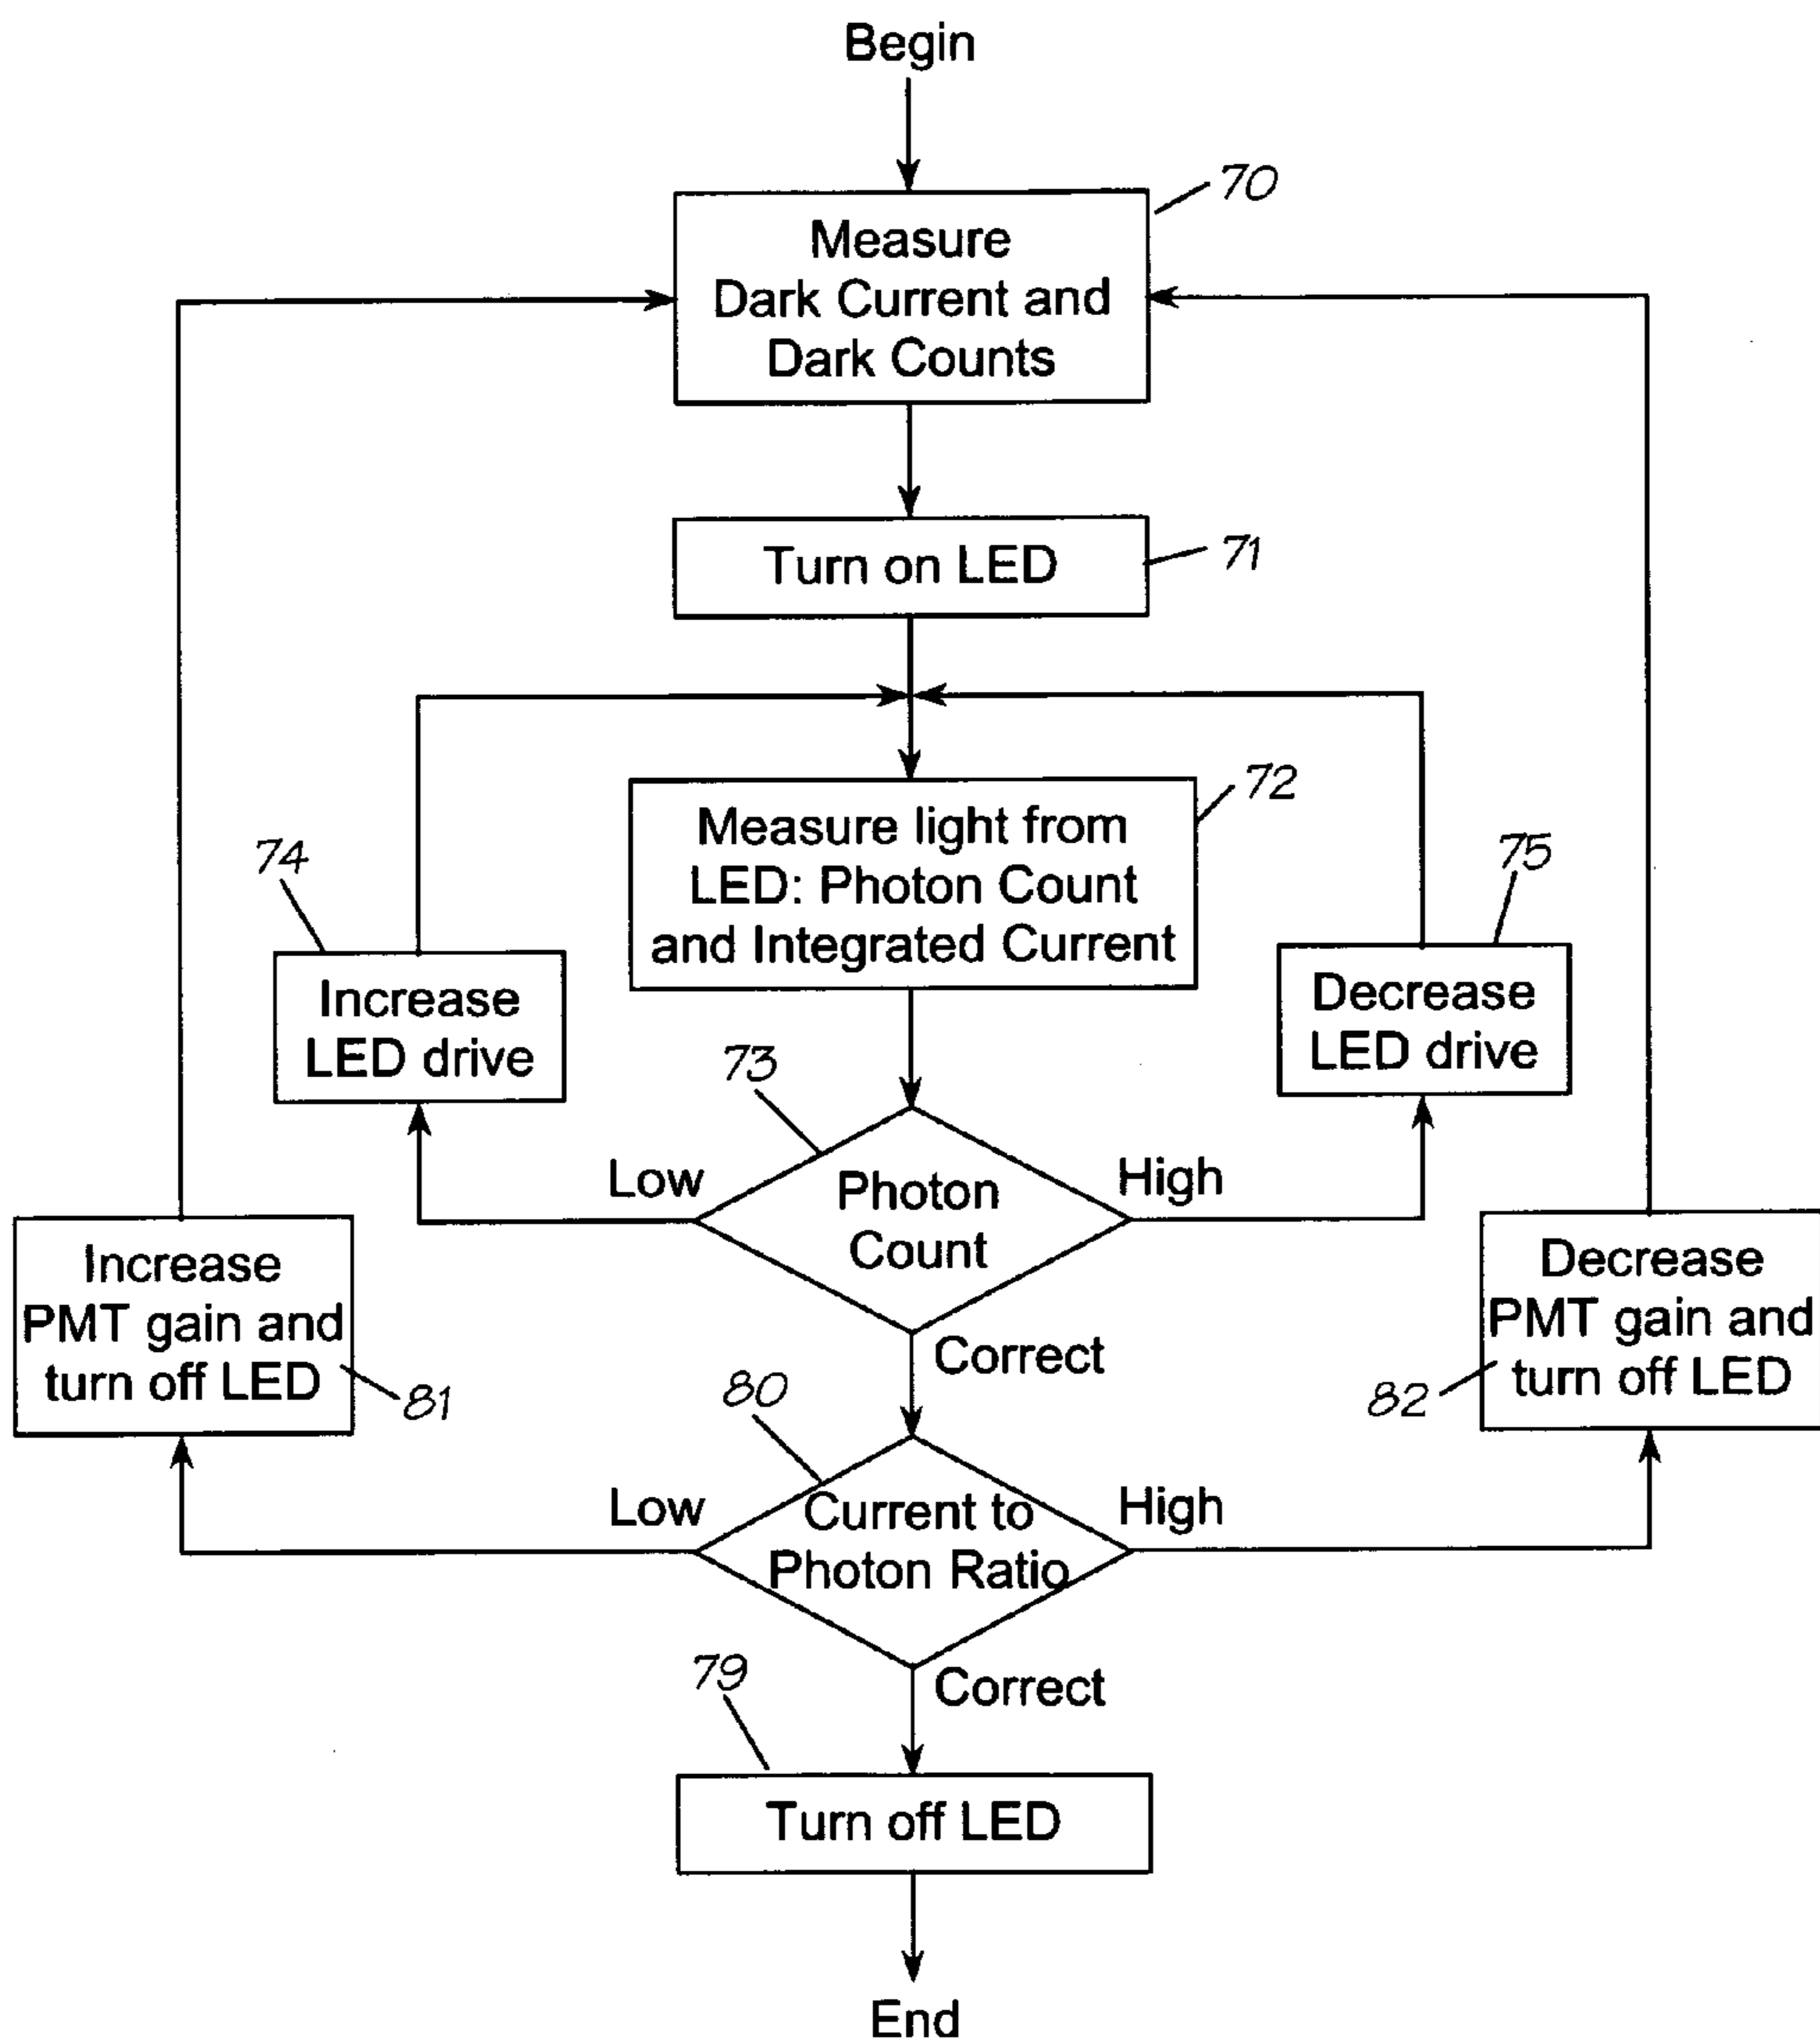 Begin
70
Measure
Dark Current and
Dark Counts
Turn on LED
71
72
Measure light from
LED: Photon Count
and Integrated Current
74
Increase
LED drive
75
Decrease
LED drive
73
Low
Photon
Count
High
Correct
Increase
PMT gain and
turn off LED
81
Decrease
PMT gain and
turn off LED
82
80
Low
Current to
Photon Ratio
High
Correct
79
Turn off LED
End